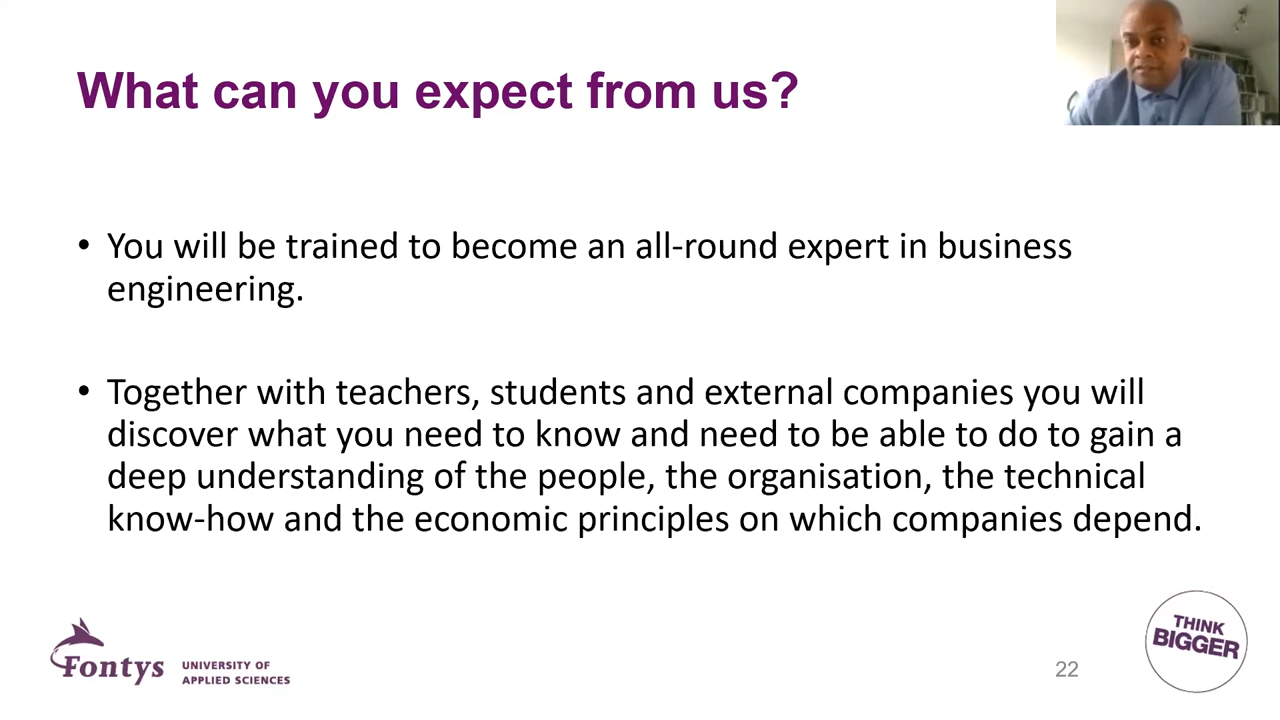 What can you expect from us?
• You will be trained to become an all-round expert in business
engineering.
• Together with teachers, students and external companies you will
discover what you need to know and need to be able to do to gain a
deep understanding of the people, the organisation, the technical
know-how and the economic principles on which companies depend.
Fontys
UNIVERSITY OF
APPLIED SCIENCES
22
THINK
BIGGER